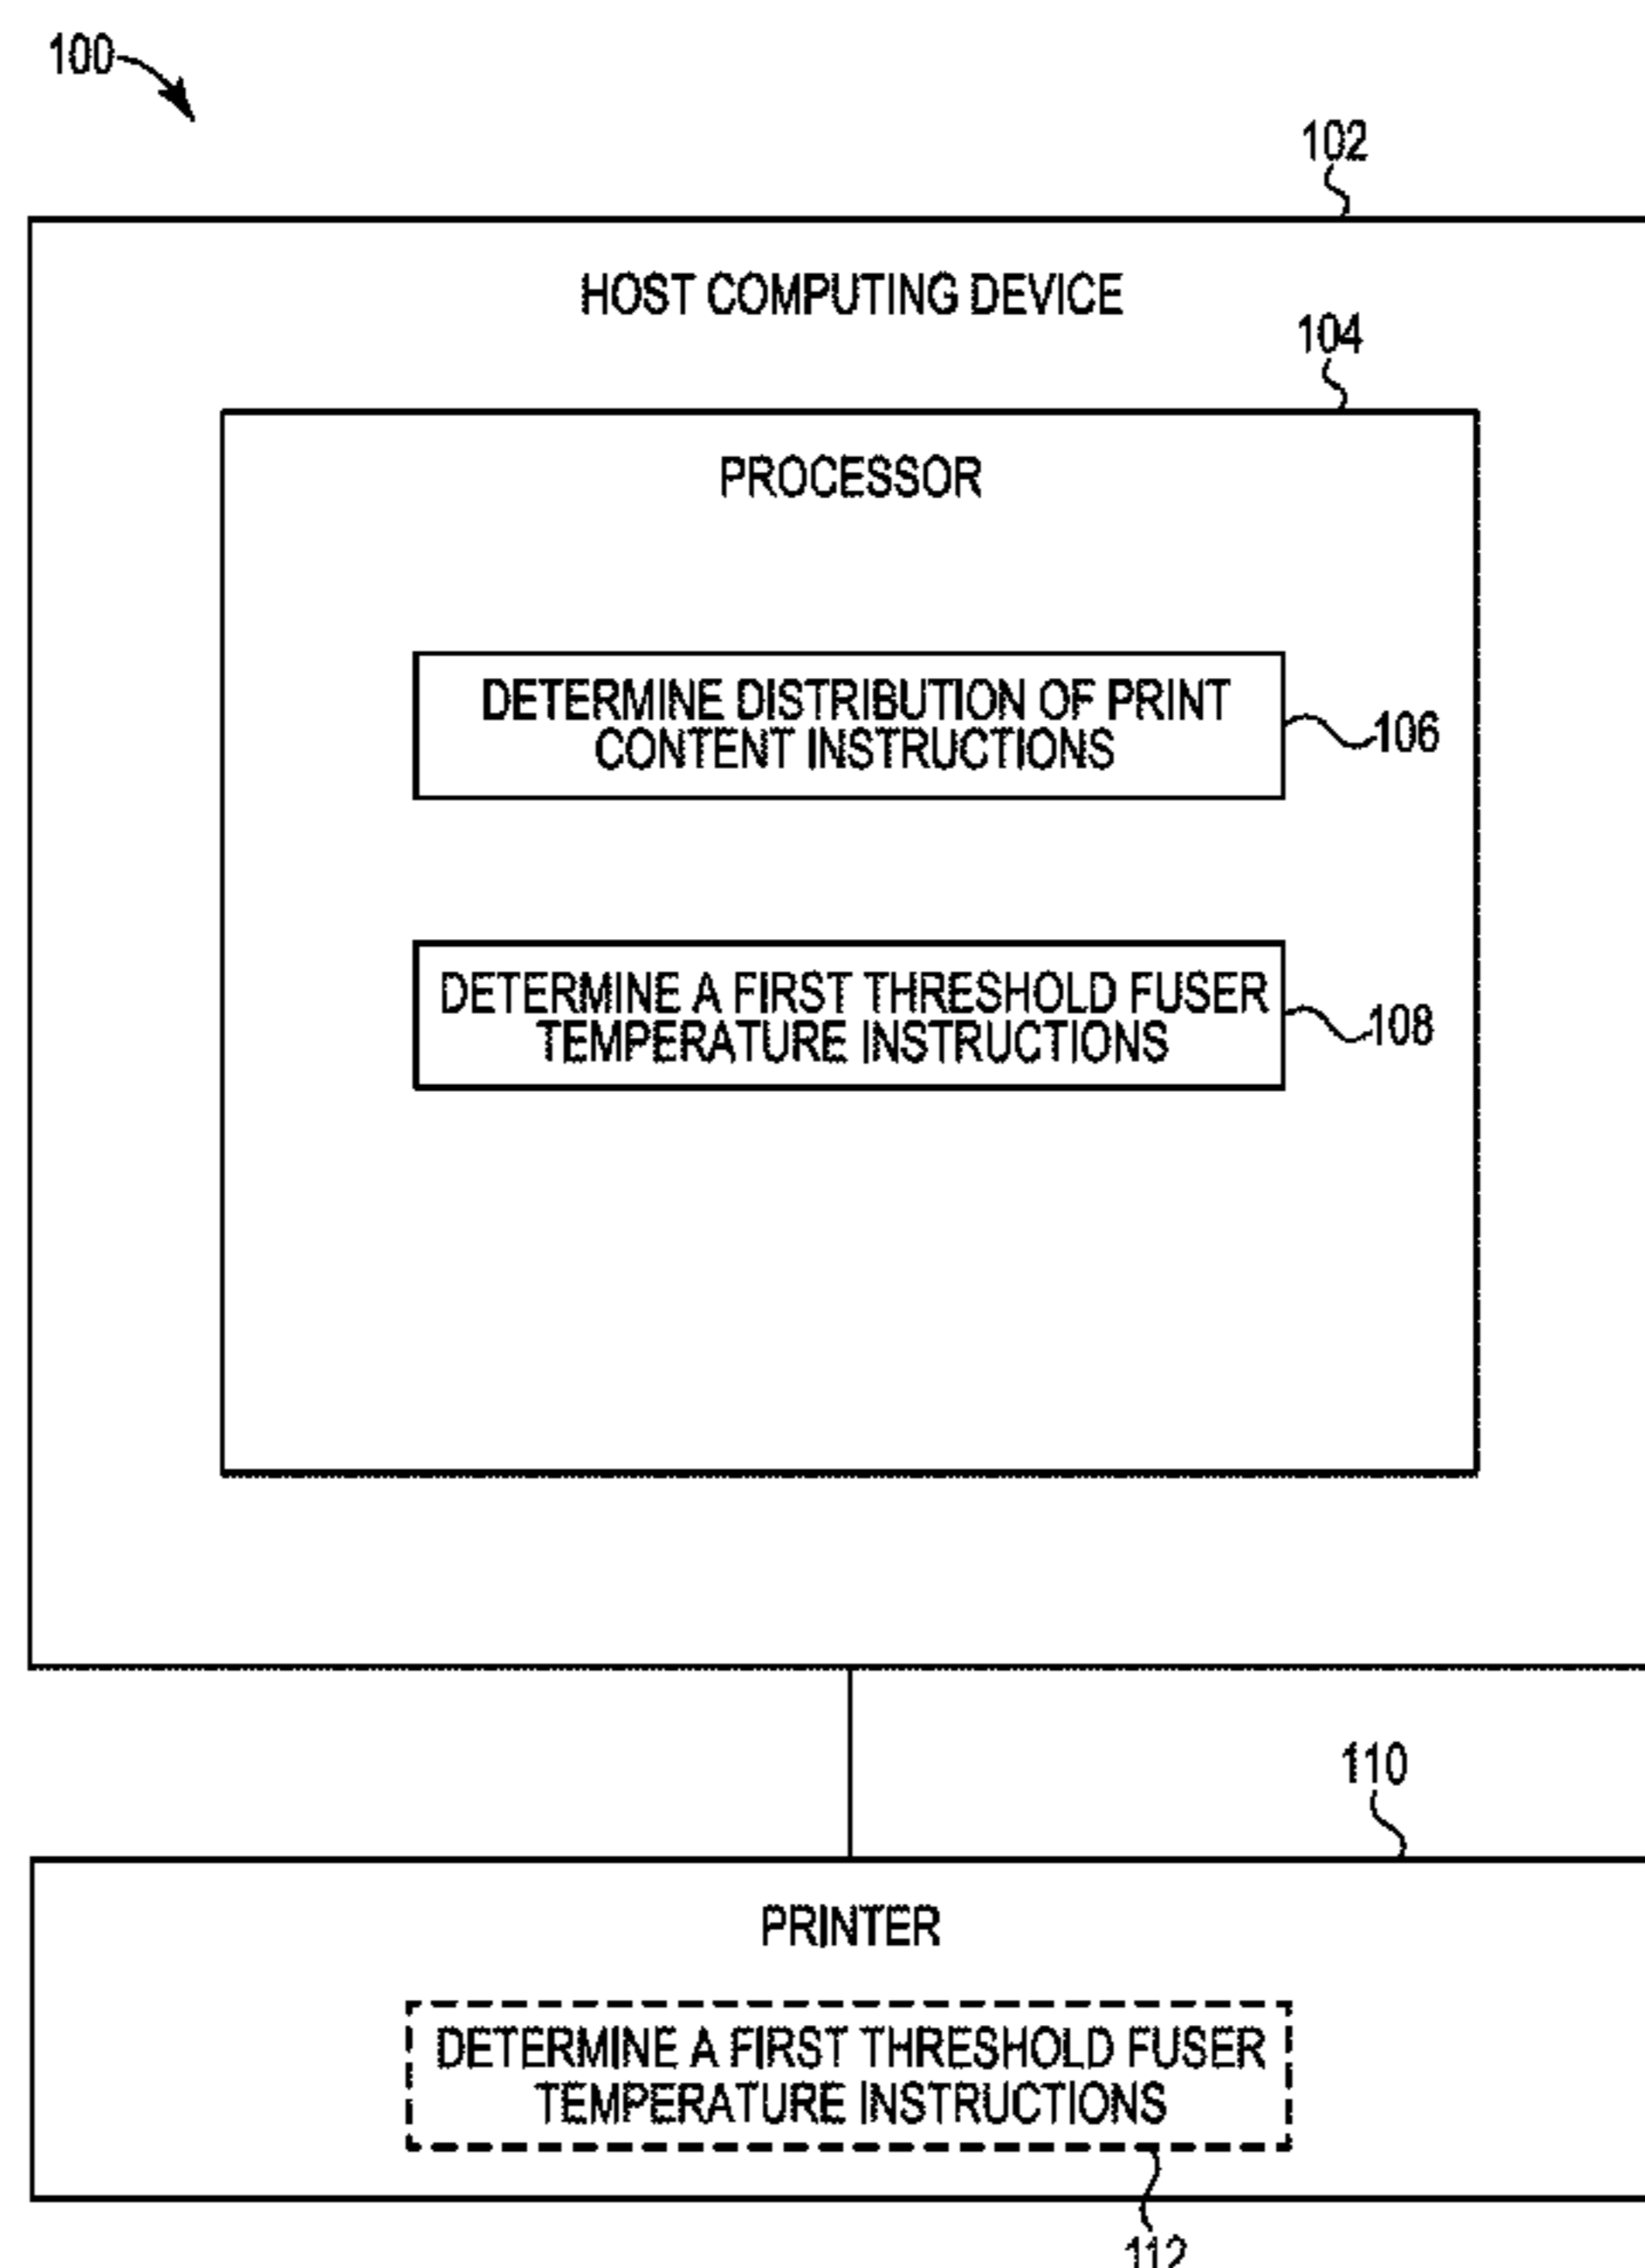 100
102
HOST COMPUTING DEVICE
104
PROCESSOR
DETERMINE DISTRIBUTION OF PRINT
CONTENT INSTRUCTIONS
106
DETERMINE A FIRST THRESHOLD FUSER
TEMPERATURE INSTRUCTIONS
108
110
PRINTER
DETERMINE A FIRST THRESHOLD FUSER
TEMPERATURE INSTRUCTIONS
112